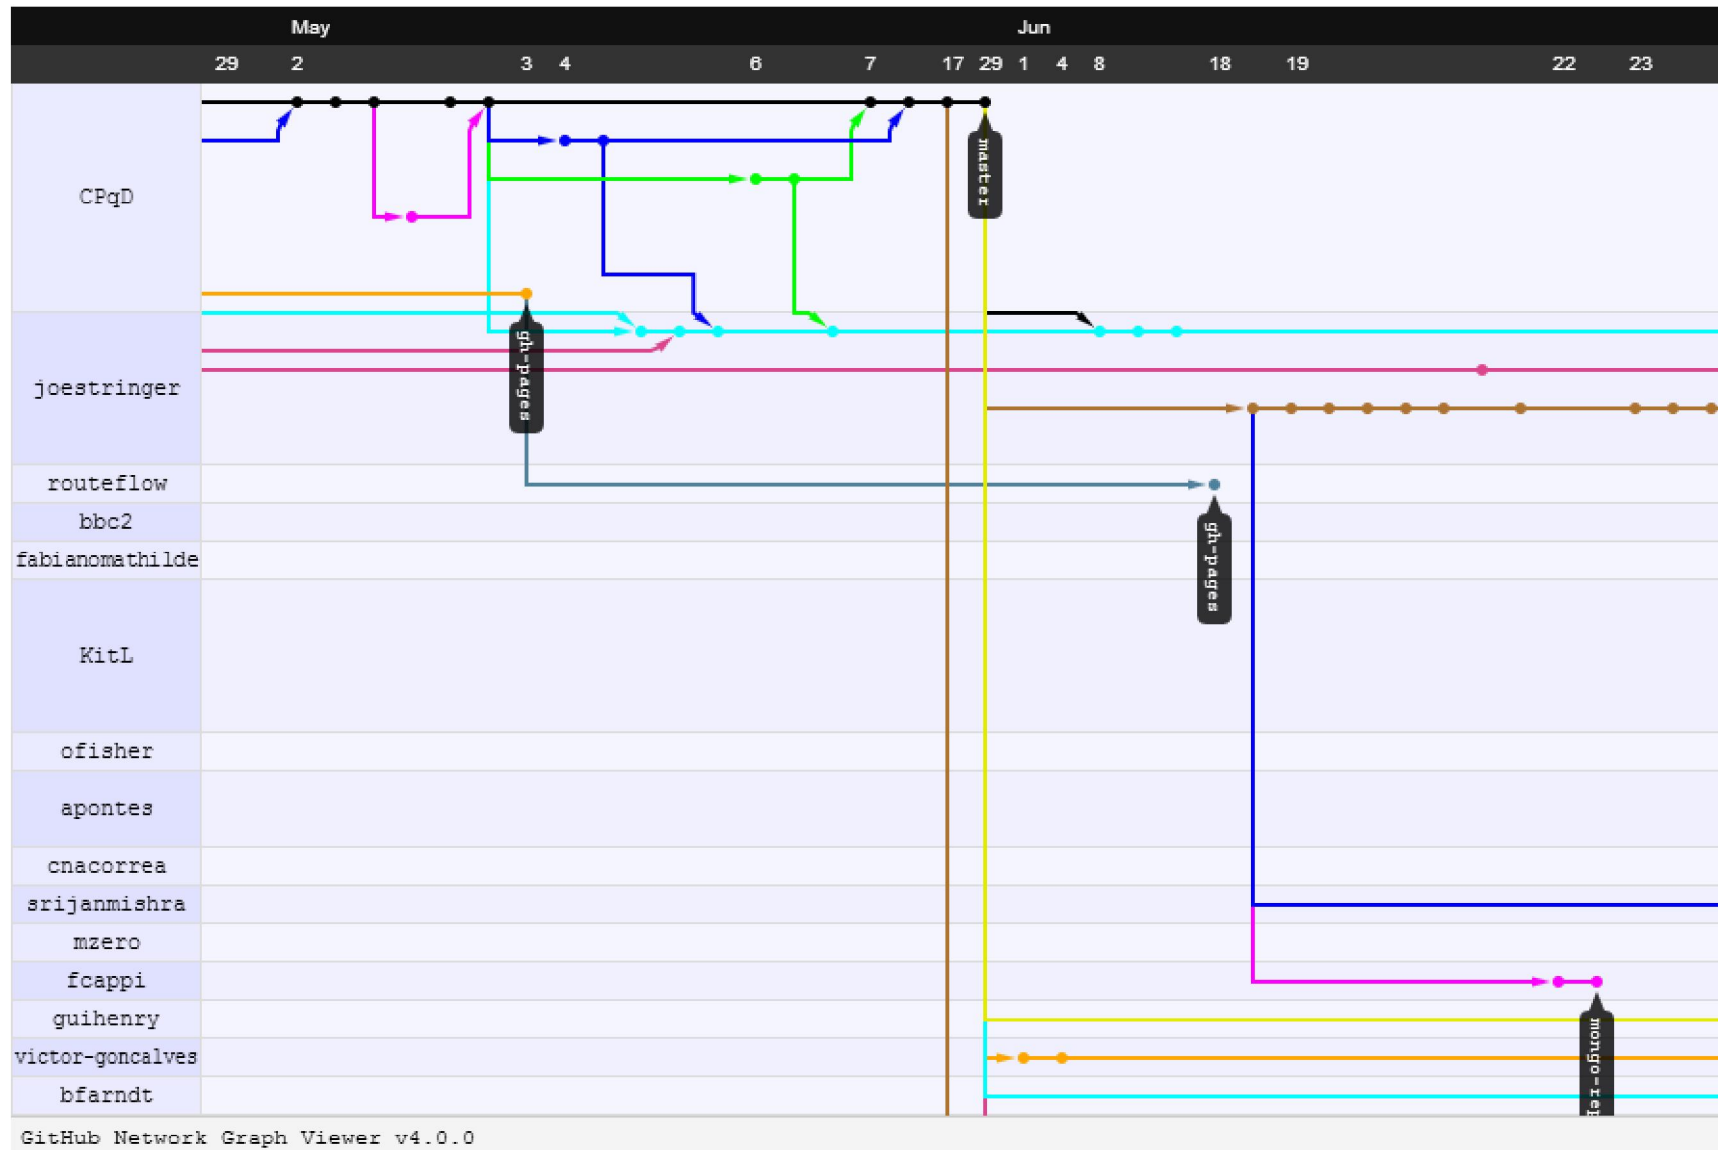 May Jun
29 2 3 4 6 7 17 29 1 4 8 18 19 22 23
CPqD
master
joestringer
gh-pages
routeflow
bbc2
fabianomathilde
gh-pages
KitL
ofisher
apontes
cnacorrea
srijanmishra
mzero
fcappi
guihenry
victor-goncalves
mongo-rep
bfarndt
GitHub Network Graph Viewer v4.0.0